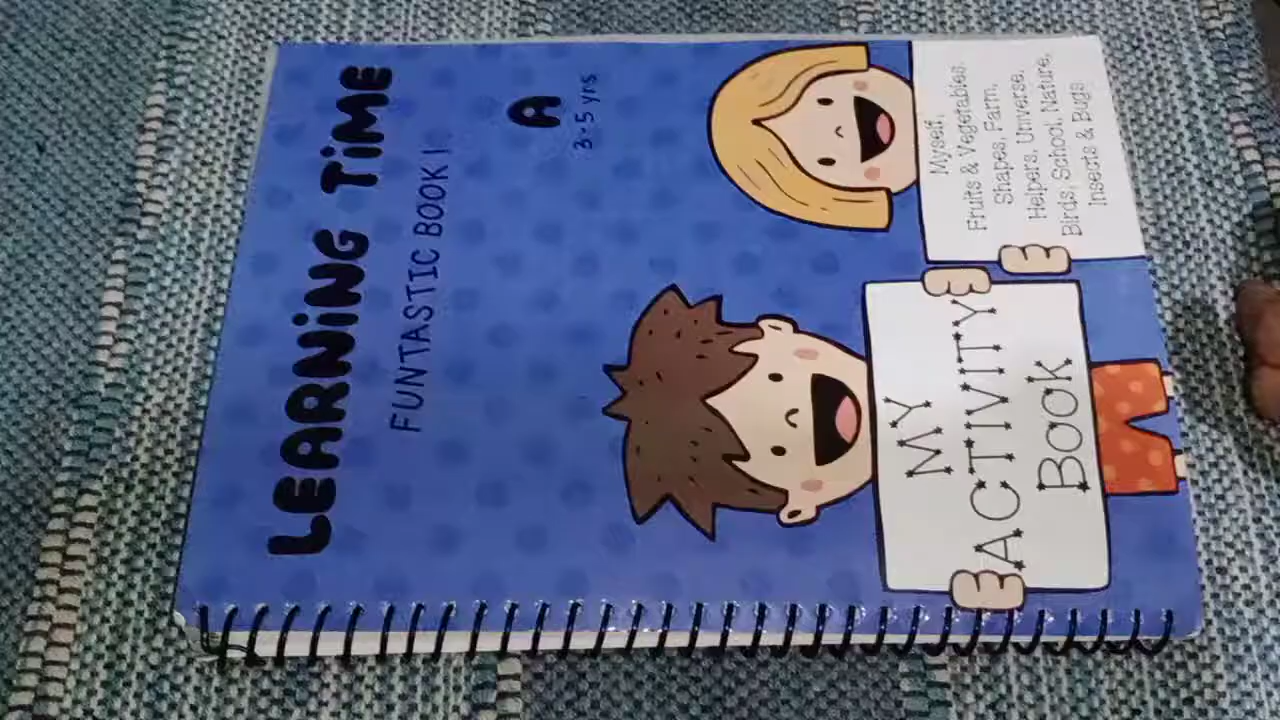 LEARNING TIME
FUNTASTIC BOOK!
A
3-5 yrs
MY
ACTIVITY
BOOK
Myself,
Fruits & Vegetables
Shapes, Farm,
Helpers, Universe,
Birds, School, Nature,
Insects & Bugs